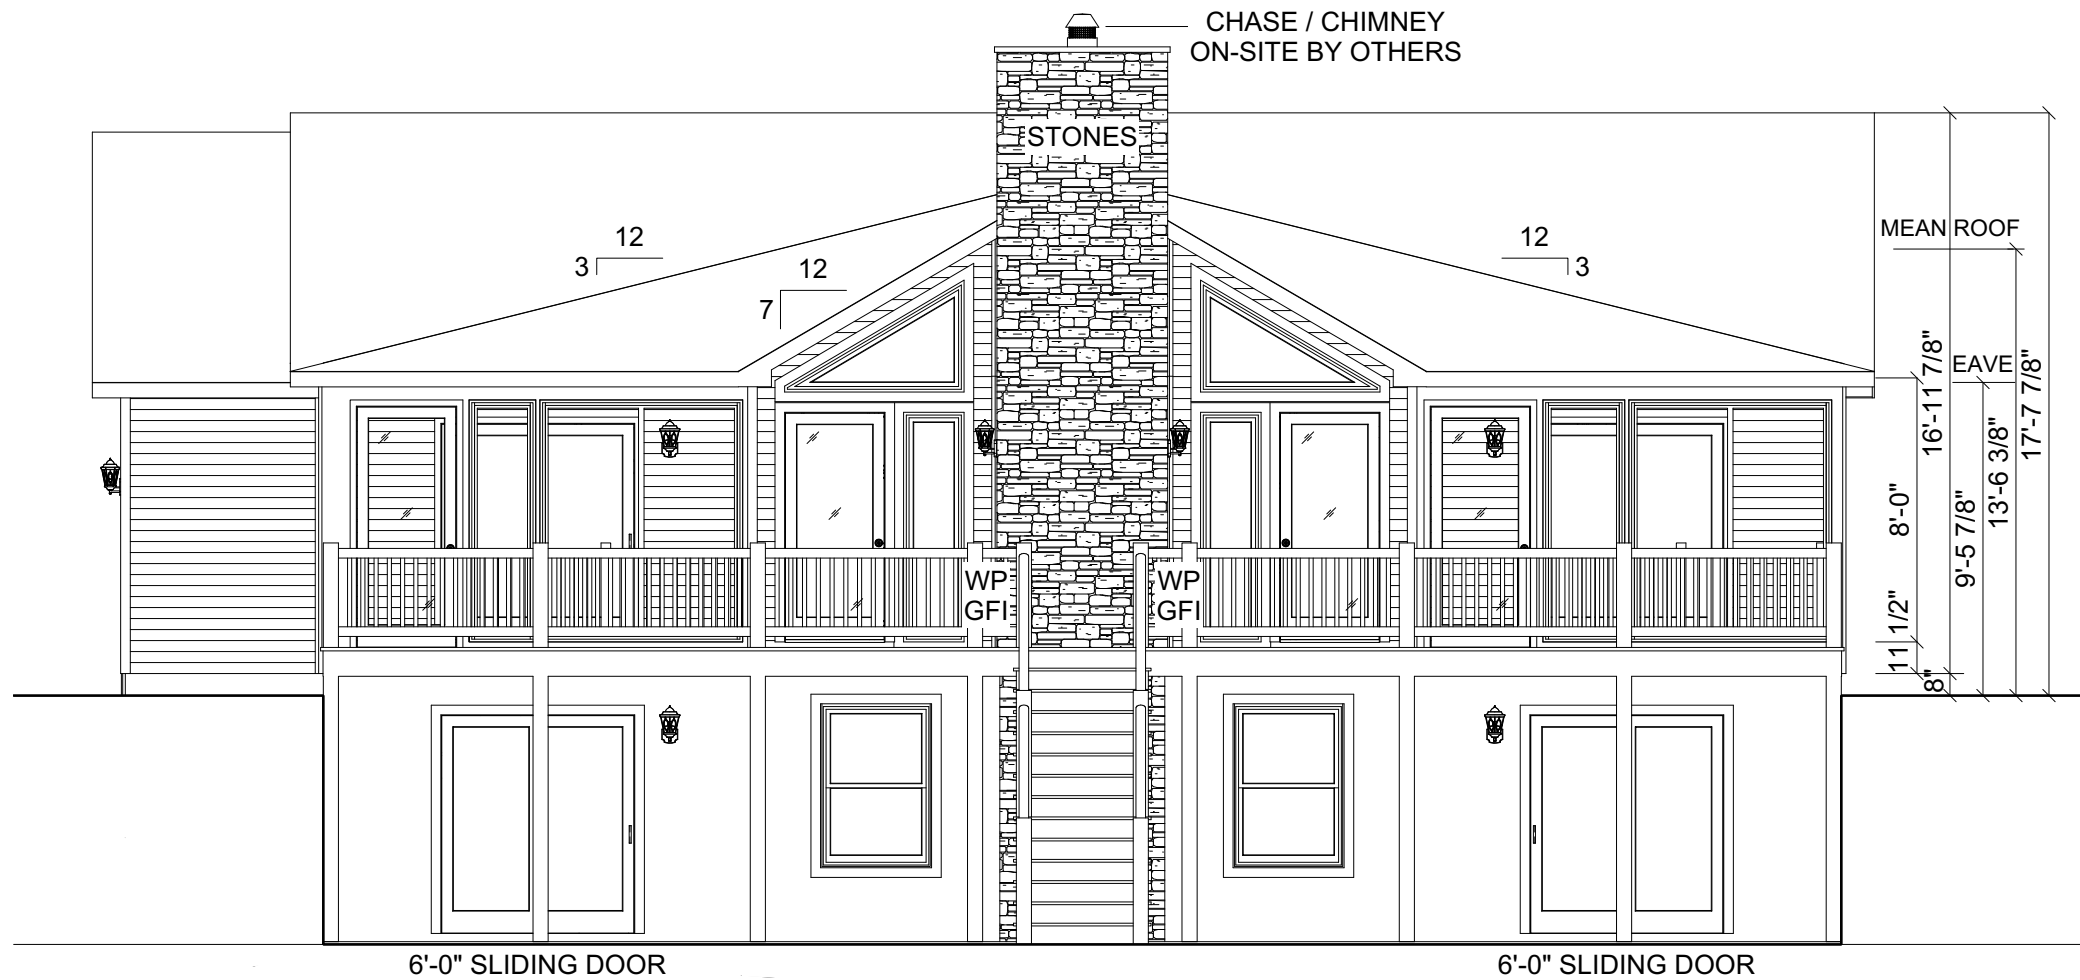 CHASE / CHIMNEY
ON-SITE BY OTHERS
STONES
12
3
12
7
12
3
MEAN ROOF
EAVE
16'-11 7/8"
17'-7 7/8"
13'-6 3/8"
9'-5 7/8"
8'-0"
11 1/2"
8"
WP
GFI
WP
GFI
6'-0" SLIDING DOOR
6'-0" SLIDING DOOR